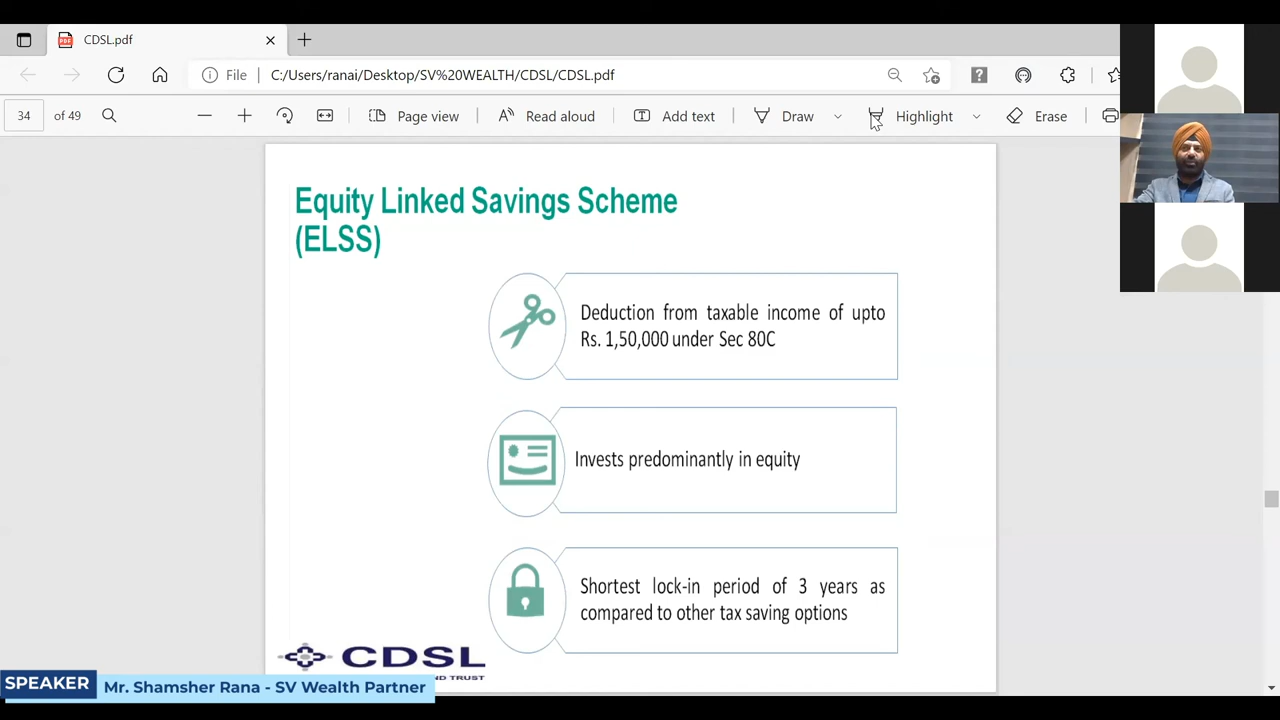 CDSL.pdf
File
C:/Users/ranai/Desktop/SV%20WEALTH/CDSL/CDSL.pdf
34 of 49
Page view
Read aloud
Add text
Draw
Highlight
Erase
Equity Linked Savings Scheme
(ELSS)
Deduction from taxable income of upto
Rs. 1,50,000 under Sec 80C
Invests predominantly in equity
Shortest lock-in period of 3 years as
compared to other tax saving options
CDSL
ND TRUST
SPEAKER
Mr. Shamsher Rana - SV Wealth Partner